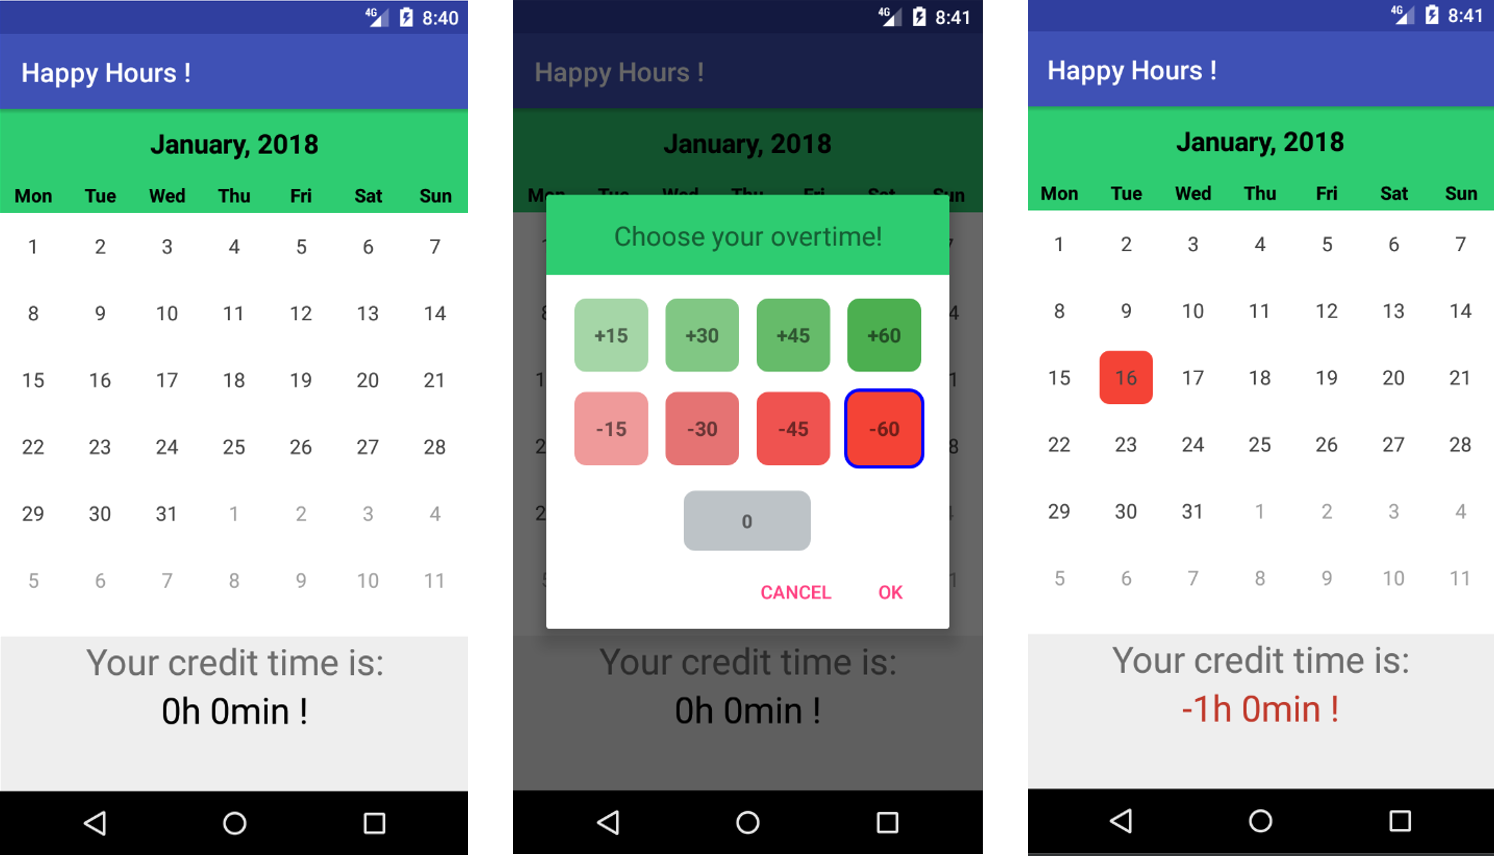 4G 8:40
Happy Hours !
January, 2018
Mon Tue Wed Thu Fri Sat Sun
1 2 3 4 5 6 7
8 9 10 11 12 13 14
15 16 17 18 19 20 21
22 23 24 25 26 27 28
29 30 31 1 2 3 4
5 6 7 8 9 10 11
Your credit time is:
0h 0min !
4G 8:41
Happy Hours !
January, 2018
Mon Tue Wed Thu Fri Sat Sun
Choose your overtime!
+15 +30 +45 +60
-15 -30 -45 -60
0
CANCEL OK
Your credit time is:
0h 0min !
4G 8:41
Happy Hours !
January, 2018
Mon Tue Wed Thu Fri Sat Sun
1 2 3 4 5 6 7
8 9 10 11 12 13 14
15 16 17 18 19 20 21
22 23 24 25 26 27 28
29 30 31 1 2 3 4
5 6 7 8 9 10 11
Your credit time is:
-1h 0min !